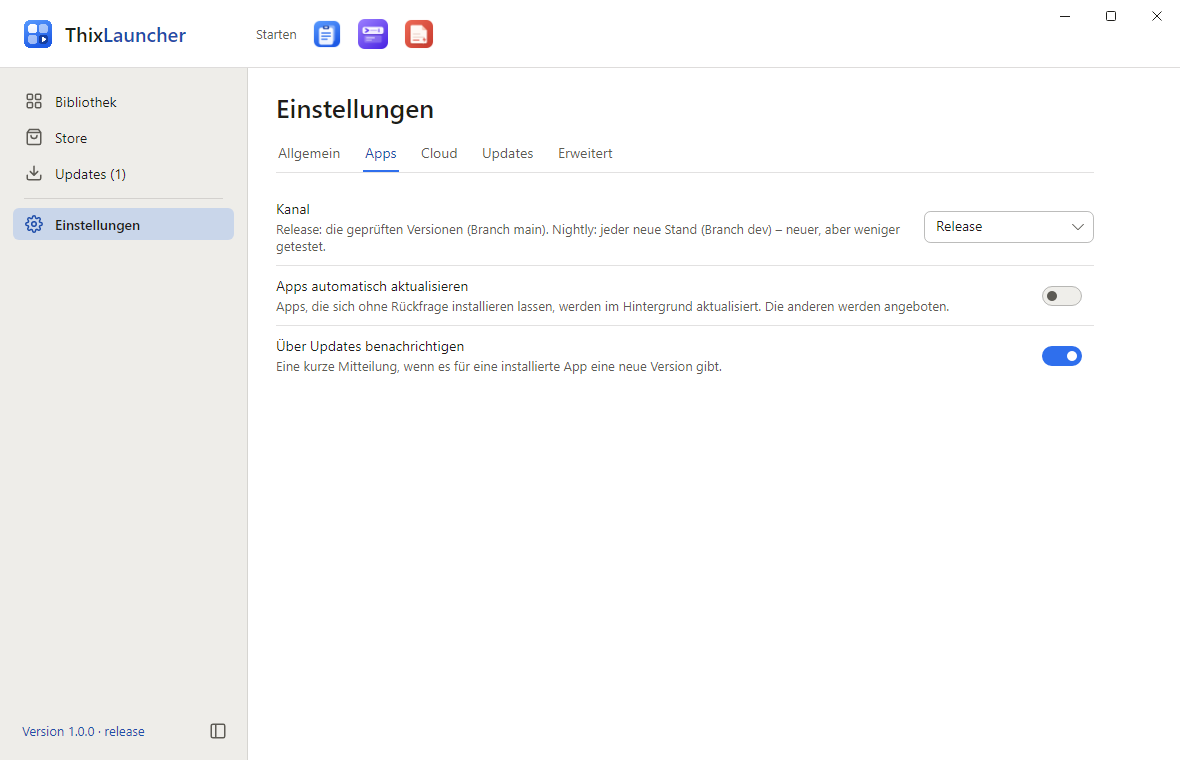 ThixLauncher
Starten
Bibliothek
Store
Updates (1)
Einstellungen
Einstellungen
Allgemein Apps Cloud Updates Erweitert
Kanal
Release: die geprüften Versionen (Branch main). Nightly: jeder neue Stand (Branch dev) – neuer, aber weniger
getestet.
Release
Apps automatisch aktualisieren
Apps, die sich ohne Rückfrage installieren lassen, werden im Hintergrund aktualisiert. Die anderen werden angeboten.
Über Updates benachrichtigen
Eine kurze Mitteilung, wenn es für eine installierte App eine neue Version gibt.
Version 1.0.0 · release